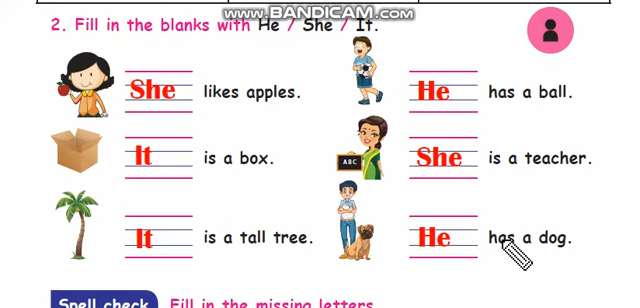 www.BANDICAM.com
2. Fill in the blanks with He / She / It.
She likes apples.
He has a ball.
It is a box.
ABC
She is a teacher.
It is a tall tree.
He has a dog.
Spell check Fill in the missing letters